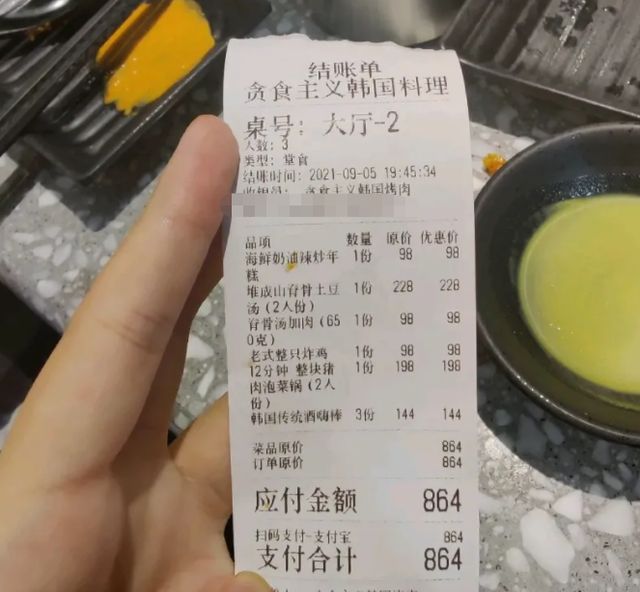 结账单
贪食主义韩国料理
桌号: 大厅-2
人数: 3
类型: 堂食
结账时间: 2021-09-05 19:45:34
收银员: 贪食主义韩国烤肉
品项 数量 原价 优惠价
海鲜奶油辣炒年 1份 98 98
糕
堆成山脊骨土豆 1份 228 228
汤(2人份)
脊骨汤加肉(65 1份 98 98
0克)
老式整只炸鸡 1份 98 98
12分钟 整块猪 1份 198 198
肉泡菜锅(2人
份)
韩国传统酒嗨棒 3份 144 144
菜品原价 864
订单原价 864
应付金额 864
扫码支付-支付宝 864
支付合计 864